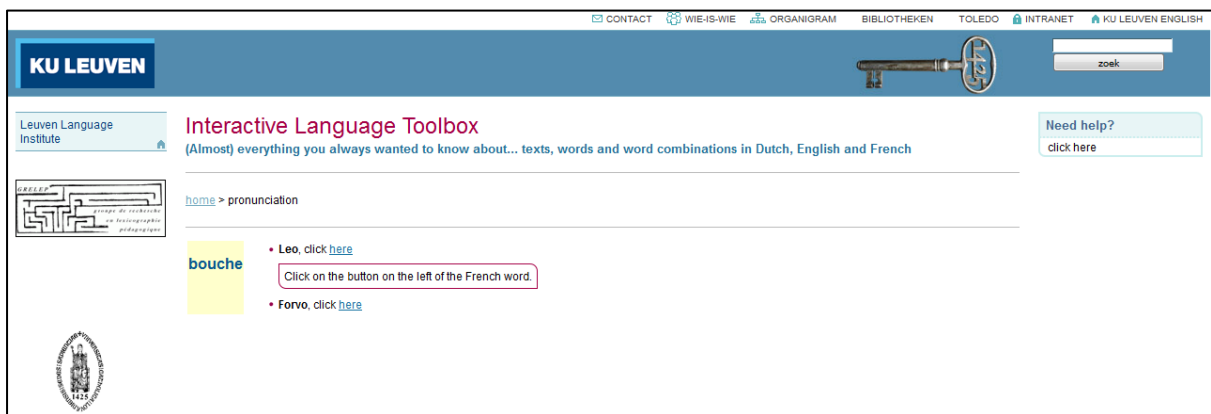 CONTACT WIE-IS-WIE ORGANIGRAM BIBLIOTHEKEN TOLEDO INTRANET KU LEUVEN ENGLISH
KU LEUVEN
1425
zoek
Leuven Language
Institute
Interactive Language Toolbox
(Almost) everything you always wanted to know about... texts, words and word combinations in Dutch, English and French
Need help?
click here
GRELEP
groupe de recherche
en lexicographie
pédagogique
home > pronunciation
bouche
• Leo, click here
Click on the button on the left of the French word.
• Forvo, click here
1425